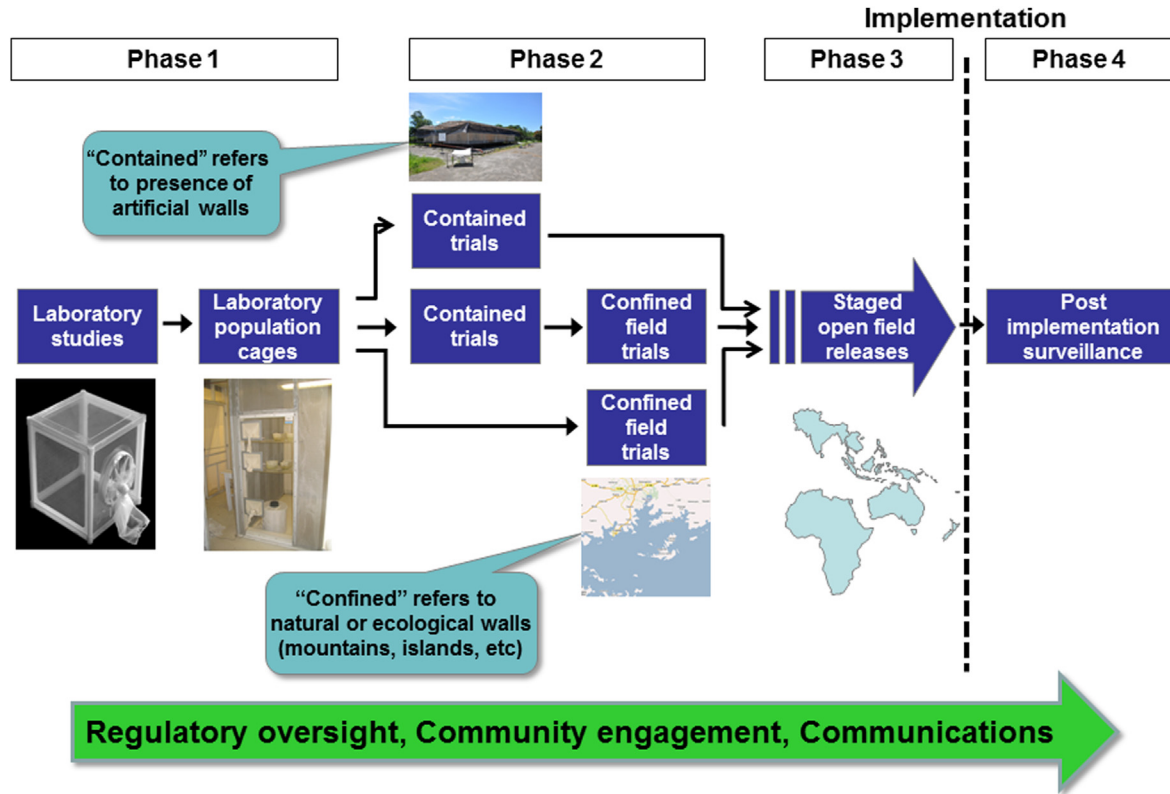 Implementation
Phase 1
Phase 2
Phase 3
Phase 4
“Contained” refers
to presence of
artificial walls
Contained
trials
Laboratory
studies
Laboratory
population
cages
Contained
trials
Confined
field
trials
Staged
open field
releases
Post
implementation
surveillance
Confined
field
trials
“Confined” refers to
natural or ecological walls
(mountains, islands, etc)
Regulatory oversight, Community engagement, Communications